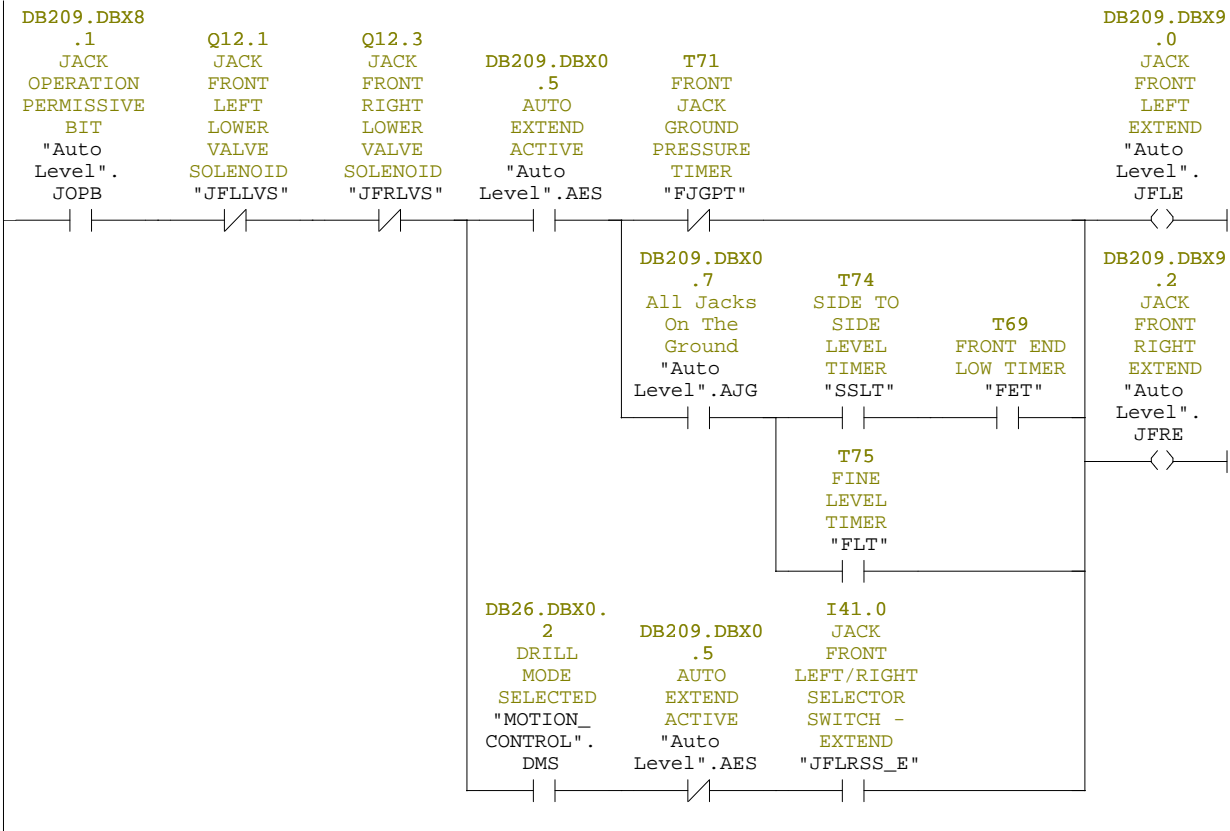 DB209.DBX8
.1
JACK
OPERATION
PERMISSIVE
BIT
"Auto
Level".
JOPB
Q12.1
JACK
FRONT
LEFT
LOWER
VALVE
SOLENOID
"JFLLVS"
Q12.3
JACK
FRONT
RIGHT
LOWER
VALVE
SOLENOID
"JFRLVS"
DB209.DBX0
.5
AUTO
EXTEND
ACTIVE
"Auto
Level".AES
T71
FRONT
JACK
GROUND
PRESSURE
TIMER
"FJGPT"
DB209.DBX9
.0
JACK
FRONT
LEFT
EXTEND
"Auto
Level".
JFLE
DB209.DBX0
.7
All Jacks
On The
Ground
"Auto
Level".AJG
T74
SIDE TO
SIDE
LEVEL
TIMER
"SSLT"
T69
FRONT END
LOW TIMER
"FET"
DB209.DBX9
.2
JACK
FRONT
RIGHT
EXTEND
"Auto
Level".
JFRE
T75
FINE
LEVEL
TIMER
"FLT"
DB26.DBX0.
2
DRILL
MODE
SELECTED
"MOTION_
CONTROL".
DMS
DB209.DBX0
.5
AUTO
EXTEND
ACTIVE
"Auto
Level".AES
I41.0
JACK
FRONT
LEFT/RIGHT
SELECTOR
SWITCH -
EXTEND
"JFLRSS_E"